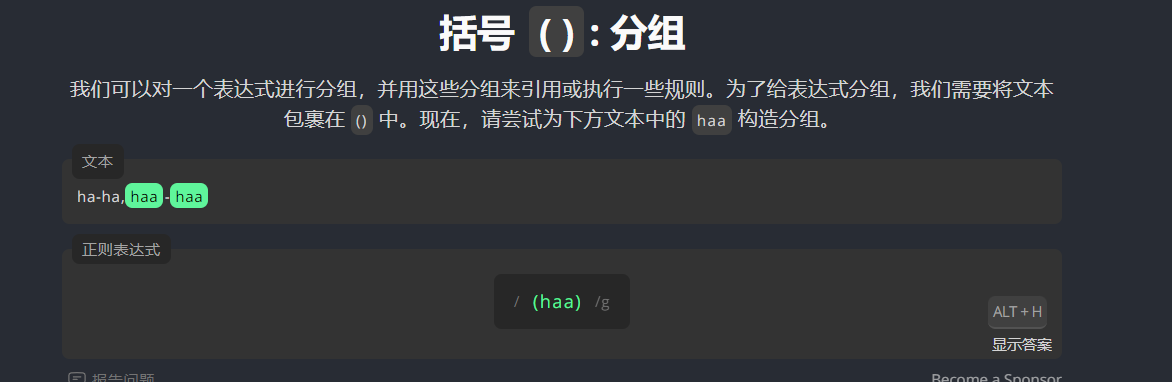 括号 ( ) : 分组
我们可以对一个表达式进行分组，并用这些分组来引用或执行一些规则。为了给表达式分组，我们需要将文本
包裹在 () 中。现在，请尝试为下方文本中的 haa 构造分组。
文本
ha-ha,haa-haa
正则表达式
/ (haa) /g
ALT + H
显示答案
报告问题
Become a Sponsor